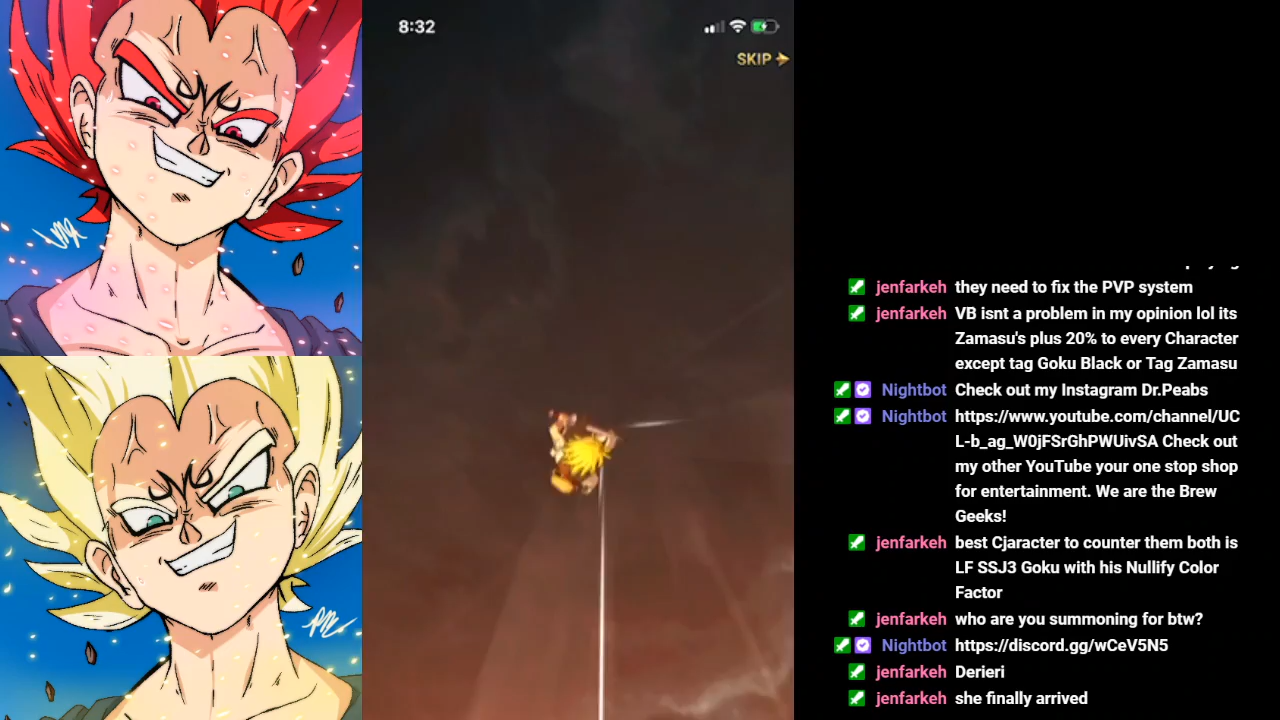 8:32
SKIP
jenfarkeh they need to fix the PVP system
jenfarkeh VB isnt a problem in my opinion lol its
Zamasu's plus 20% to every Character
except tag Goku Black or Tag Zamasu
Nightbot Check out my Instagram Dr.Peabs
Nightbot https://www.youtube.com/channel/UC
L-b_ag_W0jFSrGhPWUivSA Check out
my other YouTube your one stop shop
for entertainment. We are the Brew
Geeks!
jenfarkeh best Cjaracter to counter them both is
LF SSJ3 Goku with his Nullify Color
Factor
jenfarkeh who are you summoning for btw?
Nightbot https://discord.gg/wCeV5N5
jenfarkeh Derieri
jenfarkeh she finally arrived